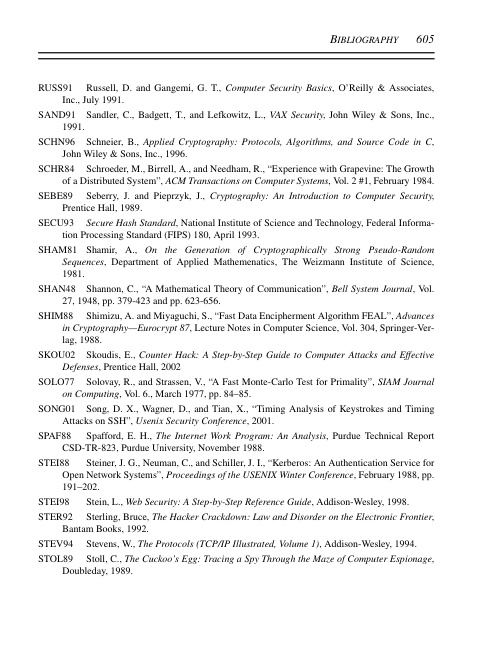 BIBLIOGRAPHY 605
RUSS91 Russell, D. and Gangemi, G. T., Computer Security Basics, O’Reilly & Associates,
Inc., July 1991.
SAND91 Sandler, C., Badgett, T., and Lefkowitz, L., VAX Security, John Wiley & Sons, Inc.,
1991.
SCHN96 Schneier, B., Applied Cryptography: Protocols, Algorithms, and Source Code in C,
John Wiley & Sons, Inc., 1996.
SCHR84 Schroeder, M., Birrell, A., and Needham, R., “Experience with Grapevine: The Growth
of a Distributed System”, ACM Transactions on Computer Systems, Vol. 2 #1, February 1984.
SEBE89 Seberry, J. and Pieprzyk, J., Cryptography: An Introduction to Computer Security,
Prentice Hall, 1989.
SECU93 Secure Hash Standard, National Institute of Science and Technology, Federal Informa-
tion Processing Standard (FIPS) 180, April 1993.
SHAM81 Shamir, A., On the Generation of Cryptographically Strong Pseudo-Random
Sequences, Department of Applied Mathemenatics, The Weizmann Institute of Science,
1981.
SHAN48 Shannon, C., “A Mathematical Theory of Communication”, Bell System Journal, Vol.
27, 1948, pp. 379-423 and pp. 623-656.
SHIM88 Shimizu, A. and Miyaguchi, S., “Fast Data Encipherment Algorithm FEAL”, Advances
in Cryptography—Eurocrypt 87, Lecture Notes in Computer Science, Vol. 304, Springer-Ver-
lag, 1988.
SKOU02 Skoudis, E., Counter Hack: A Step-by-Step Guide to Computer Attacks and Effective
Defenses, Prentice Hall, 2002
SOLO77 Solovay, R., and Strassen, V., “A Fast Monte-Carlo Test for Primality”, SIAM Journal
on Computing, Vol. 6., March 1977, pp. 84–85.
SONG01 Song, D. X., Wagner, D., and Tian, X., “Timing Analysis of Keystrokes and Timing
Attacks on SSH”, Usenix Security Conference, 2001.
SPAF88 Spafford, E. H., The Internet Work Program: An Analysis, Purdue Technical Report
CSD-TR-823, Purdue University, November 1988.
STEI88 Steiner, J. G., Neuman, C., and Schiller, J. I., “Kerberos: An Authentication Service for
Open Network Systems”, Proceedings of the USENIX Winter Conference, February 1988, pp.
191–202.
STEI98 Stein, L., Web Security: A Step-by-Step Reference Guide, Addison-Wesley, 1998.
STER92 Sterling, Bruce, The Hacker Crackdown: Law and Disorder on the Electronic Frontier,
Bantam Books, 1992.
STEV94 Stevens, W., The Protocols (TCP/IP Illustrated, Volume 1), Addison-Wesley, 1994.
STOL89 Stoll, C., The Cuckoo’s Egg: Tracing a Spy Through the Maze of Computer Espionage,
Doubleday, 1989.